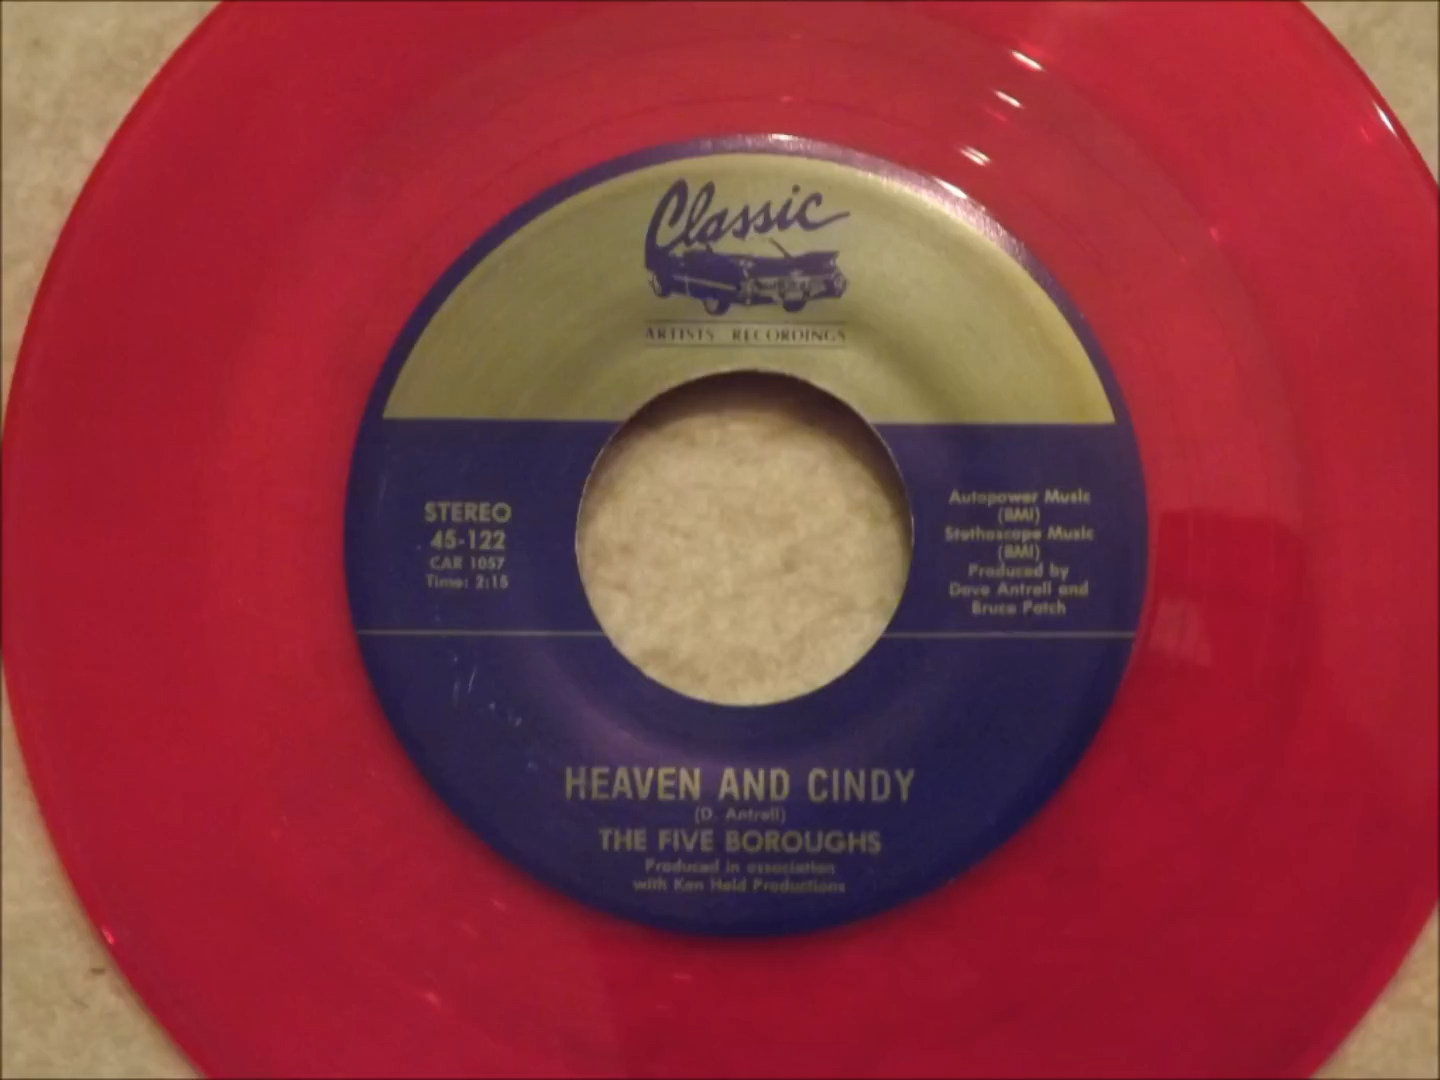 Classic
ARTISTS RECORDINGS
STEREO
45-122
CAR 1057
Time: 2:15
Autopower Music
(BMI)
Stethoscope Music
(BMI)
Produced by
Dave Antrell and
Bruce Patch
HEAVEN AND CINDY
(D. Antrell)
THE FIVE BOROUGHS
Produced in association
with Ken Held Productions